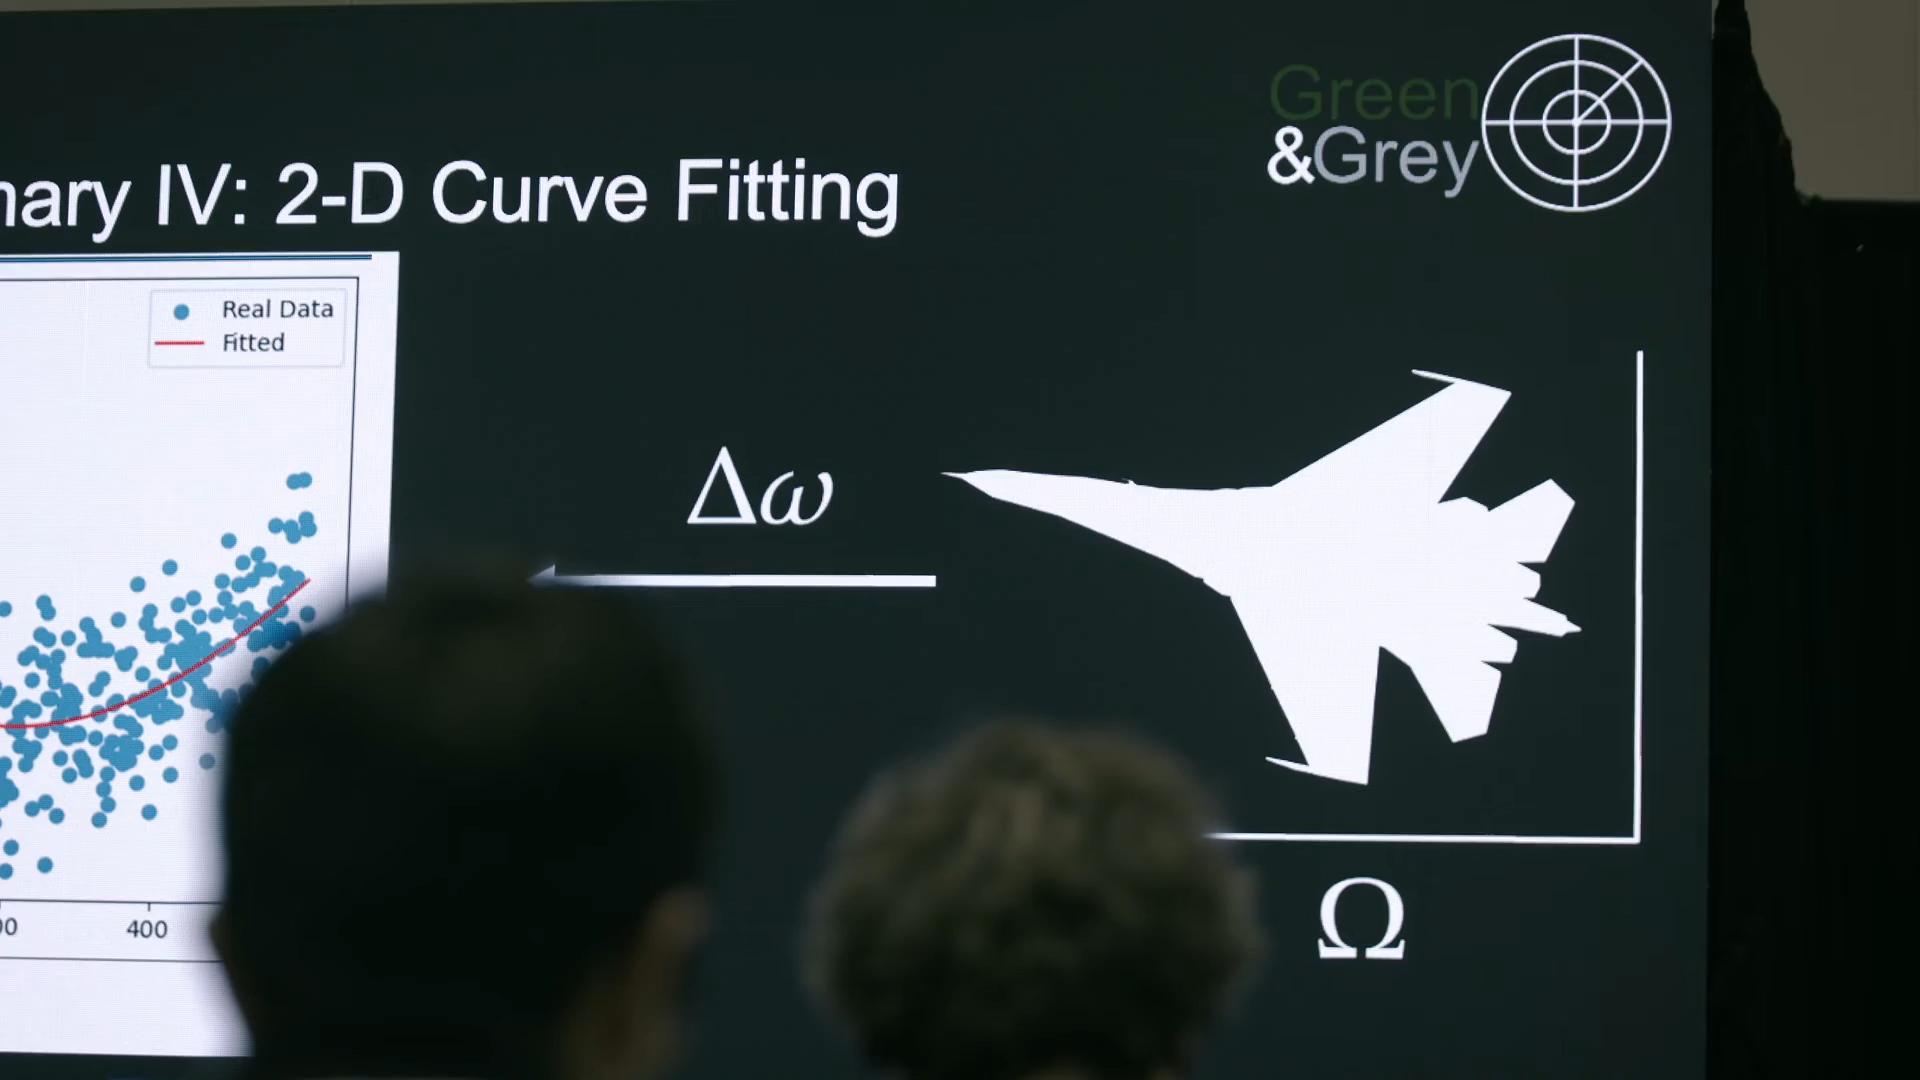 Green
&Grey
nary IV: 2-D Curve Fitting
Real Data
Fitted
Δω
00
400
Ω